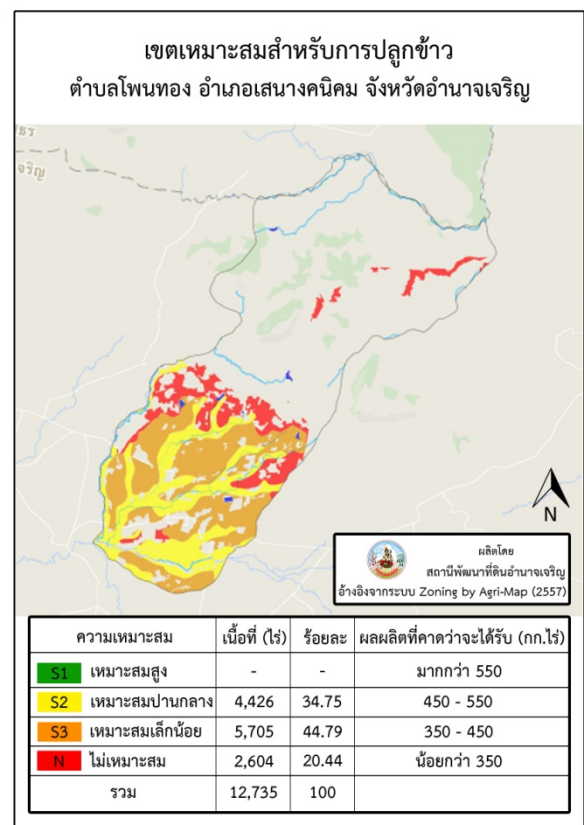 เขตเหมาะสมสำหรับการปลูกข้าว
ตำบลโพนทอง อำเภอเสนางคนิคม จังหวัดอำนาจเจริญ
ธร
เจริญ
N
ผลิตโดย
สถานีพัฒนาที่ดินอำนาจเจริญ
อ้างอิงจากระบบ Zoning by Agri-Map (2557)
ความเหมาะสม เนื้อที่ (ไร่) ร้อยละ ผลผลิตที่คาดว่าจะได้รับ (กก.ไร่)
S1 เหมาะสมสูง - - มากกว่า 550
S2 เหมาะสมปานกลาง 4,426 34.75 450 - 550
S3 เหมาะสมเล็กน้อย 5,705 44.79 350 - 450
N ไม่เหมาะสม 2,604 20.44 น้อยกว่า 350
รวม 12,735 100